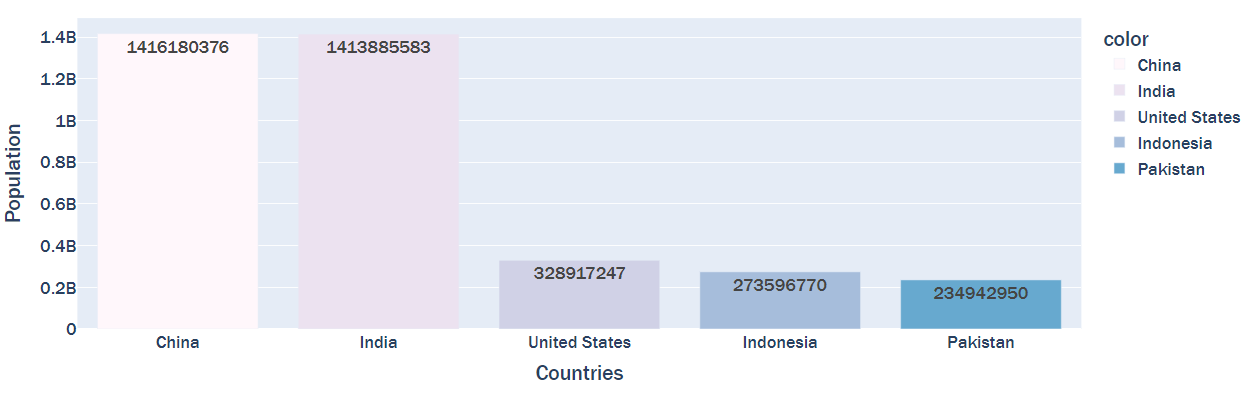 Population
1.4B
1.2B
1B
0.8B
0.6B
0.4B
0.2B
0
1416180376
1413885583
328917247
273596770
234942950
China
India
United States
Indonesia
Pakistan
Countries
color
China
India
United States
Indonesia
Pakistan